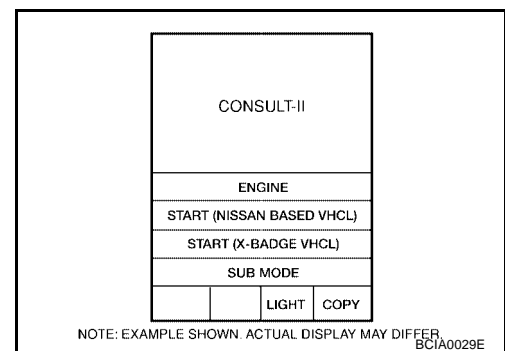 CONSULT-II
ENGINE
START (NISSAN BASED VHCL)
START (X-BADGE VHCL)
SUB MODE
LIGHT COPY
NOTE: EXAMPLE SHOWN. ACTUAL DISPLAY MAY DIFFER.
BCIA0029E